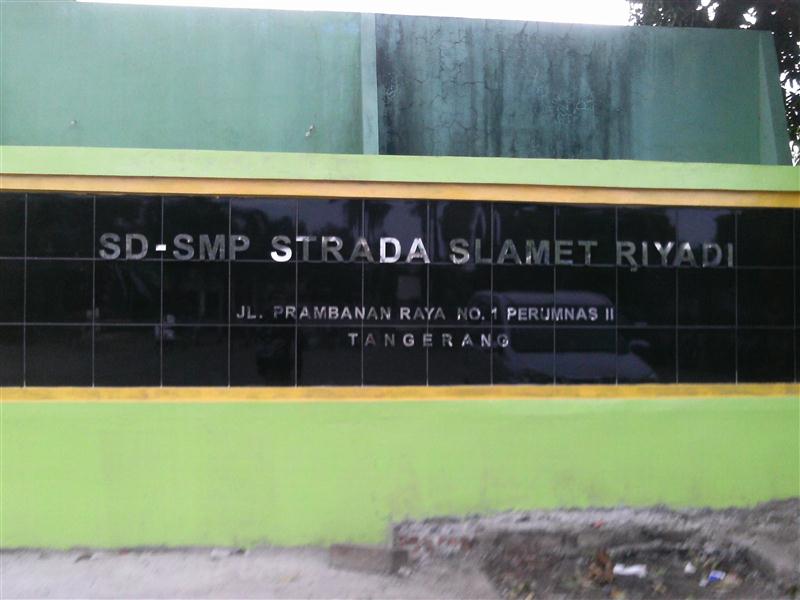 SD-SMP STRADA SLAMET RIYADI
JL. PRAMBANAN RAYA NO. 1 PERUMNAS II
TANGERANG